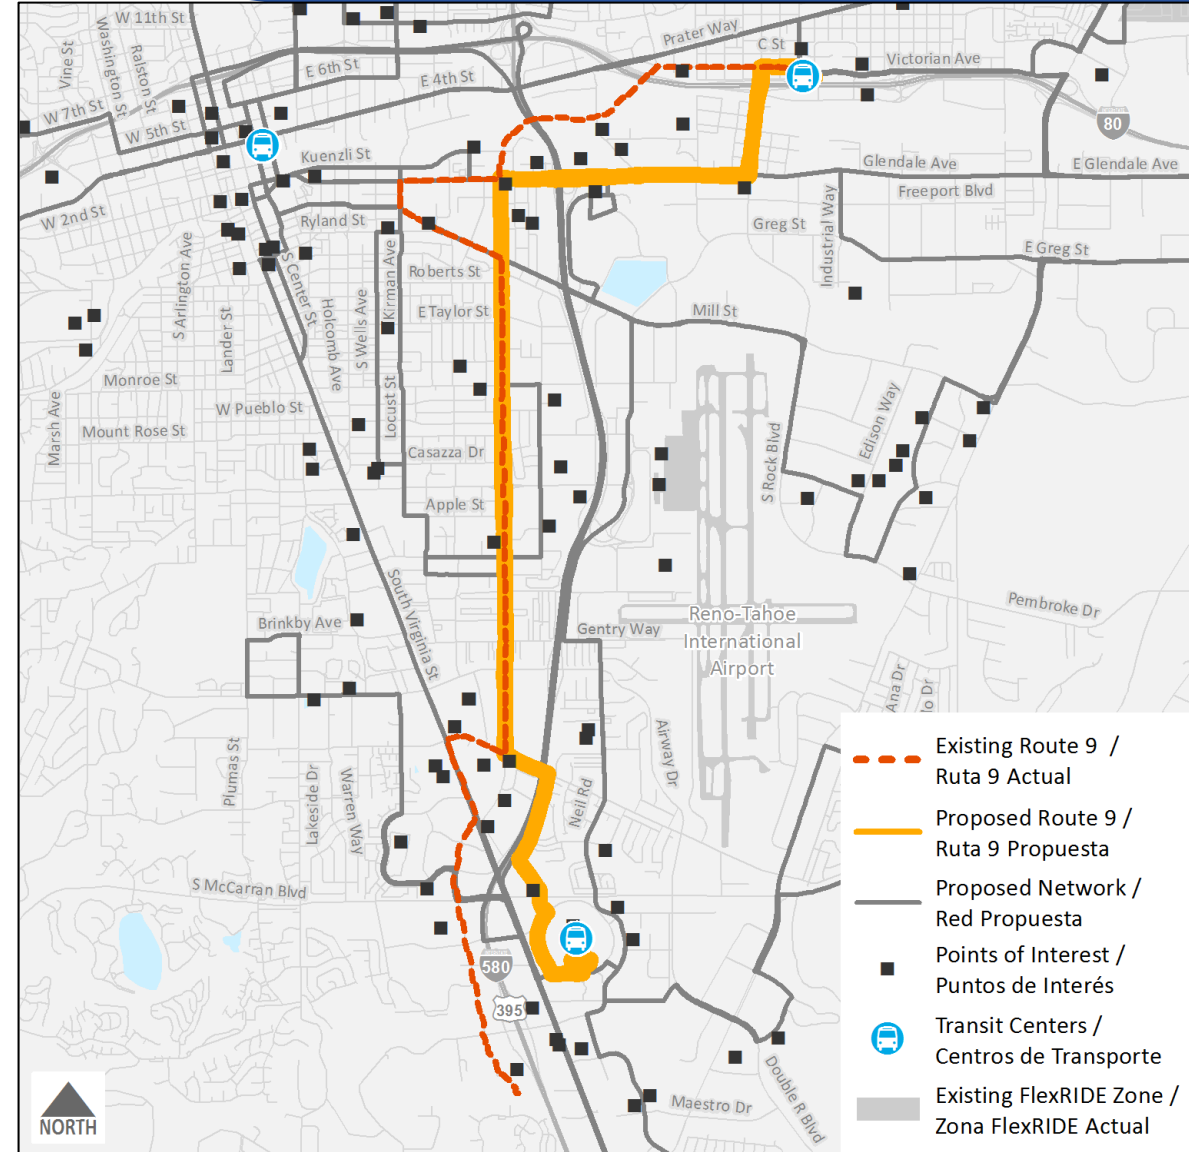 W 11th St
Prater Way
C St
Victorian Ave
Vine St
Washington St
Ralston St
E 6th St
E 4th St
W 7th St
W 5th St
80
Kuenzli St
Glendale Ave
E Glendale Ave
Freeport Blvd
W 2nd St
Ryland St
Greg St
Industrial Way
E Greg St
S Arlington Ave
S Center St
Kirman Ave
Roberts St
Lander St
Holcomb Ave
S Wells Ave
E Taylor St
Mill St
Monroe St
Marsh Ave
W Pueblo St
Locust St
Edison Way
Mount Rose St
Casazza Dr
S Rock Blvd
Apple St
South Virginia St
Pembroke Dr
Reno-Tahoe
International
Airport
Brinkby Ave
Gentry Way
Ana Dr
lo Dr
Plumas St
Lakeside Dr
Warren Way
Neil Rd
Airway Dr
S McCarran Blvd
580
395
Double R Blvd
Maestro Dr
NORTH
Existing Route 9 /
Ruta 9 Actual
Proposed Route 9 /
Ruta 9 Propuesta
Proposed Network /
Red Propuesta
Points of Interest /
Puntos de Interés
Transit Centers /
Centros de Transporte
Existing FlexRIDE Zone /
Zona FlexRIDE Actual